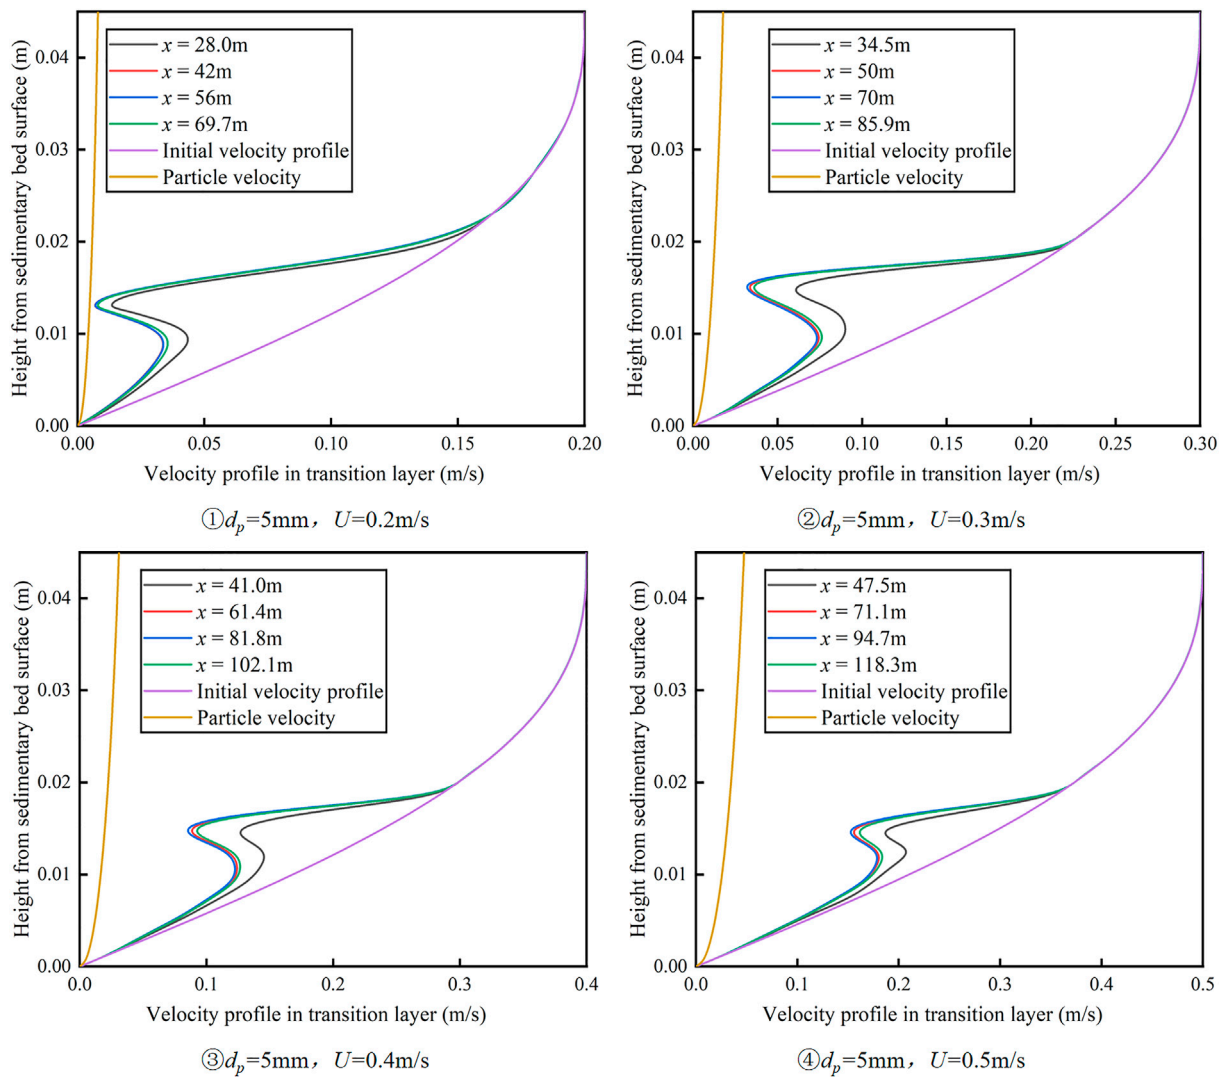 Height from sedimentary bed surface (m)
0.04
0.03
0.02
0.01
0.00
x = 28.0m
x = 42m
x = 56m
x = 69.7m
Initial velocity profile
Particle velocity
0.00 0.05 0.10 0.15 0.20
Velocity profile in transition layer (m/s)
①dp=5mm，U=0.2m/s
Height from sedimentary bed surface (m)
0.04
0.03
0.02
0.01
0.00
x = 34.5m
x = 50m
x = 70m
x = 85.9m
Initial velocity profile
Particle velocity
0.00 0.05 0.10 0.15 0.20 0.25 0.30
Velocity profile in transition layer (m/s)
②dp=5mm，U=0.3m/s
Height from sedimentary bed surface (m)
0.04
0.03
0.02
0.01
0.00
x = 41.0m
x = 61.4m
x = 81.8m
x = 102.1m
Initial velocity profile
Particle velocity
0.0 0.1 0.2 0.3 0.4
Velocity profile in transition layer (m/s)
③dp=5mm，U=0.4m/s
Height from sedimentary bed surface (m)
0.04
0.03
0.02
0.01
0.00
x = 47.5m
x = 71.1m
x = 94.7m
x = 118.3m
Initial velocity profile
Particle velocity
0.0 0.1 0.2 0.3 0.4 0.5
Velocity profile in transition layer (m/s)
④dp=5mm，U=0.5m/s